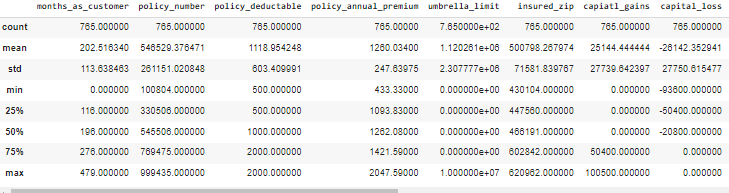 months_as_customer policy_number policy_deductable policy_annual_premium umbrella_limit insured_zip capiatl_gains capital_loss
count 765.000000 765.000000 765.000000 765.00000 7.650000e+02 765.000000 765.000000 765.000000
mean 202.516340 546529.376471 1118.954248 1260.03400 1.120261e+06 500798.267974 25144.444444 -26142.352941
std 113.638463 261151.020848 603.409991 247.63975 2.307777e+06 71581.839767 27739.642397 27750.615477
min 0.000000 100804.000000 500.000000 433.33000 0.000000e+00 430104.000000 0.000000 -93600.000000
25% 116.000000 330506.000000 500.000000 1093.83000 0.000000e+00 447560.000000 0.000000 -50400.000000
50% 196.000000 545506.000000 1000.000000 1262.08000 0.000000e+00 466191.000000 0.000000 -20800.000000
75% 276.000000 769475.000000 2000.000000 1421.59000 0.000000e+00 602842.000000 50400.000000 0.000000
max 479.000000 999435.000000 2000.000000 2047.59000 1.000000e+07 620962.000000 100500.000000 0.000000